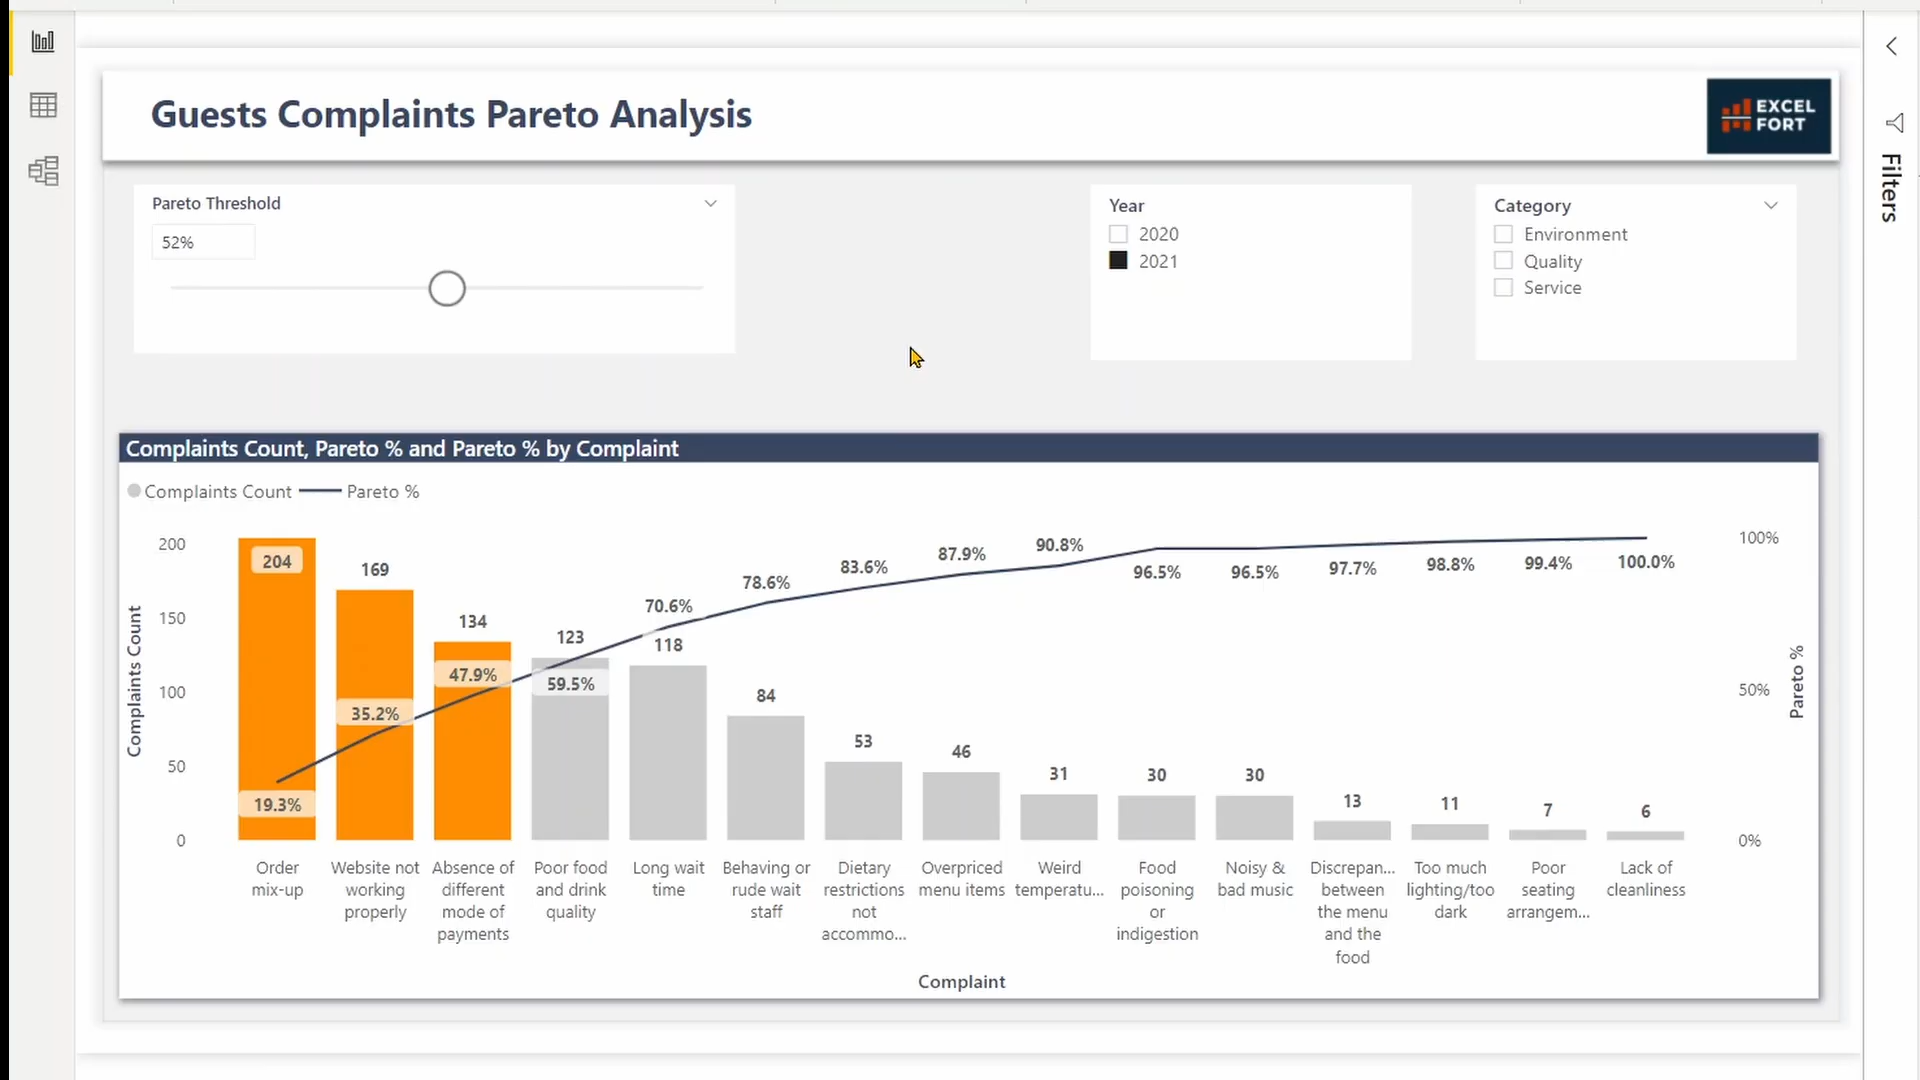 Guests Complaints Pareto Analysis
EXCEL
FORT
Filters
Pareto Threshold
52%
Year
2020
2021
Category
Environment
Quality
Service
Complaints Count, Pareto % and Pareto % by Complaint
Complaints Count
Pareto %
Complaints Count
200
150
100
50
0
204
169
134
123
118
84
53
46
31
30
30
13
11
7
6
19.3%
35.2%
47.9%
59.5%
70.6%
78.6%
83.6%
87.9%
90.8%
96.5%
96.5%
97.7%
98.8%
99.4%
100.0%
100%
50%
0%
Pareto %
Order
mix-up
Website not
working
properly
Absence of
different
mode of
payments
Poor food
and drink
quality
Long wait
time
Behaving or
rude wait
staff
Dietary
restrictions
not
accommo...
Overpriced
menu items
Weird
temperatu...
Food
poisoning
or
indigestion
Noisy &
bad music
Discrepan...
between
the menu
and the
food
Too much
lighting/too
dark
Poor
seating
arrangem...
Lack of
cleanliness
Complaint